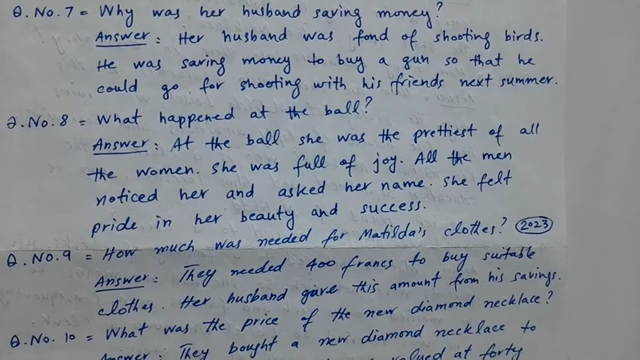 Q. No. 7 = Why was her husband saving money?
Answer : Her husband was fond of shooting birds.
He was saving money to buy a gun so that he
could go for shooting with his friends next summer.
Q. No. 8 = What happened at the ball?
Answer : At the ball she was the prettiest of all
the women. She was full of joy. All the men
noticed her and asked her name. She felt
pride in her beauty and success.
Q. No. 9 = How much was needed for Matilda's clothes? 2023
Answer : They needed 400 francs to buy suitable
clothes. Her husband gave this amount from his savings.
Q. No. 10 = What was the price of the new diamond necklace?
Answer : They bought a new diamond necklace to
valued at forty